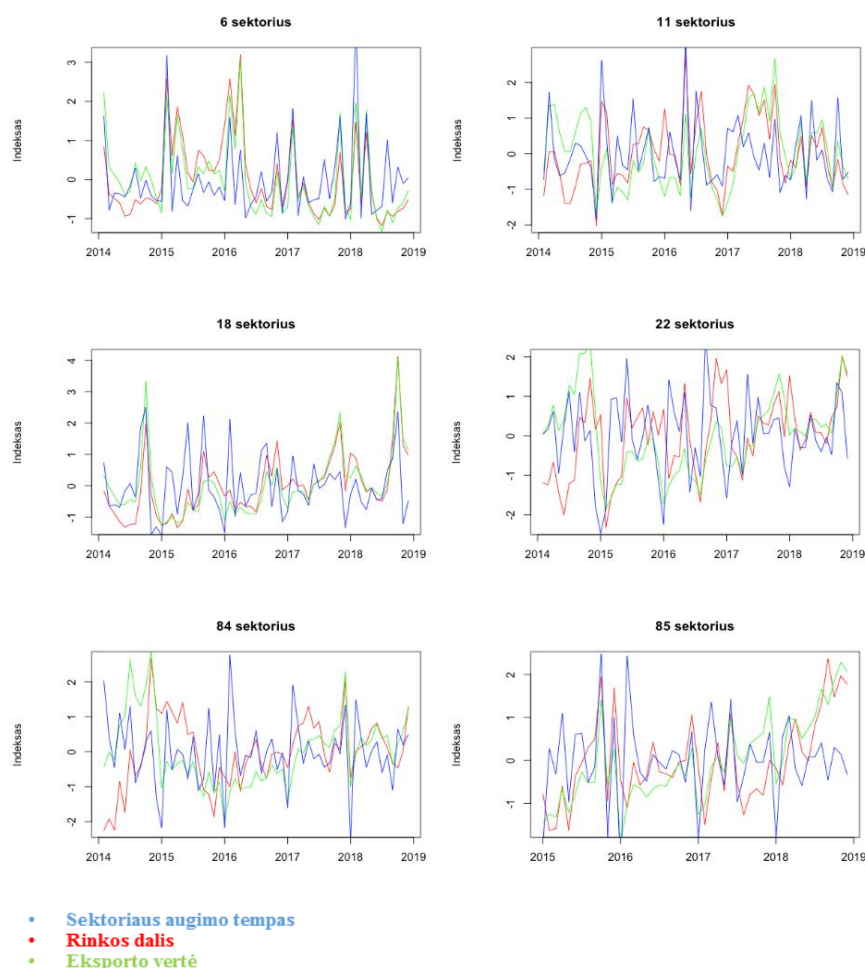 6 sektorius
Indeksas
3
2
1
0
-1
2014 2015 2016 2017 2018 2019
11 sektorius
Indeksas
2
1
0
-1
-2
2014 2015 2016 2017 2018 2019
18 sektorius
Indeksas
4
3
2
1
0
-1
2014 2015 2016 2017 2018 2019
22 sektorius
Indeksas
2
1
0
-1
-2
2014 2015 2016 2017 2018 2019
84 sektorius
Indeksas
2
1
0
-1
-2
2014 2015 2016 2017 2018 2019
85 sektorius
Indeksas
2
1
0
-1
2015 2016 2017 2018 2019
• Sektoriaus augimo tempas
• Rinkos dalis
• Eksporto vertė